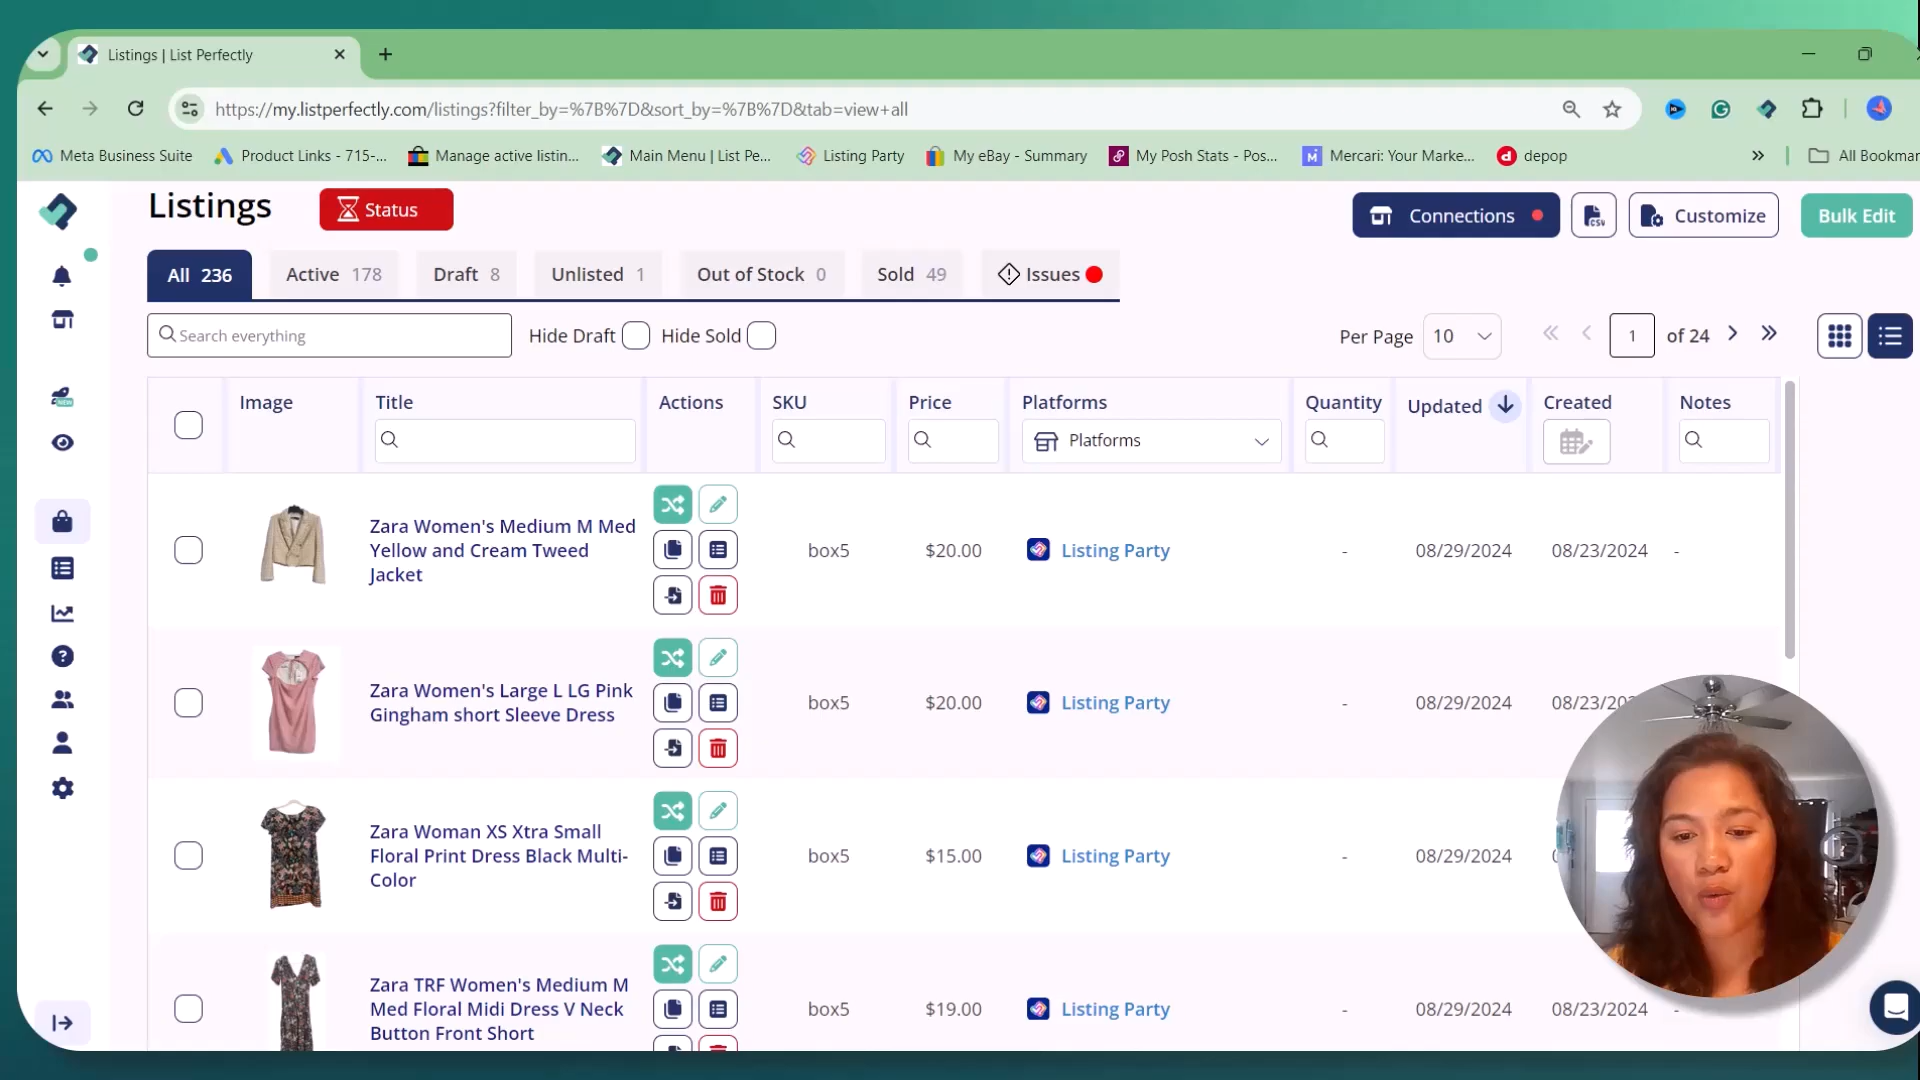 Listings | List Perfectly
https://my.listperfectly.com/listings?filter_by=%7B%7D&sort_by=%7B%7D&tab=view+all
Meta Business Suite
Product Links - 715-...
Manage active listin...
Main Menu | List Pe...
Listing Party
My eBay - Summary
My Posh Stats - Pos...
Mercari: Your Marke...
depop
All Bookmar
Listings
Status
Connections
CSV
Customize
Bulk Edit
All 236
Active 178
Draft 8
Unlisted 1
Out of Stock 0
Sold 49
Issues
Search everything
Hide Draft
Hide Sold
Per Page 10
1 of 24
NEW
Image
Title
Actions
SKU
Price
Platforms
Quantity
Updated
Created
Notes
Platforms
Zara Women's Medium M Med
Yellow and Cream Tweed
Jacket
box5
$20.00
Listing Party
-
08/29/2024
08/23/2024
-
Zara Women's Large L LG Pink
Gingham short Sleeve Dress
box5
$20.00
Listing Party
-
08/29/2024
08/23/20
Zara Woman XS Xtra Small
Floral Print Dress Black Multi-
Color
box5
$15.00
Listing Party
-
08/29/2024
Zara TRF Women's Medium M
Med Floral Midi Dress V Neck
Button Front Short
box5
$19.00
Listing Party
-
08/29/2024
08/23/2024
-